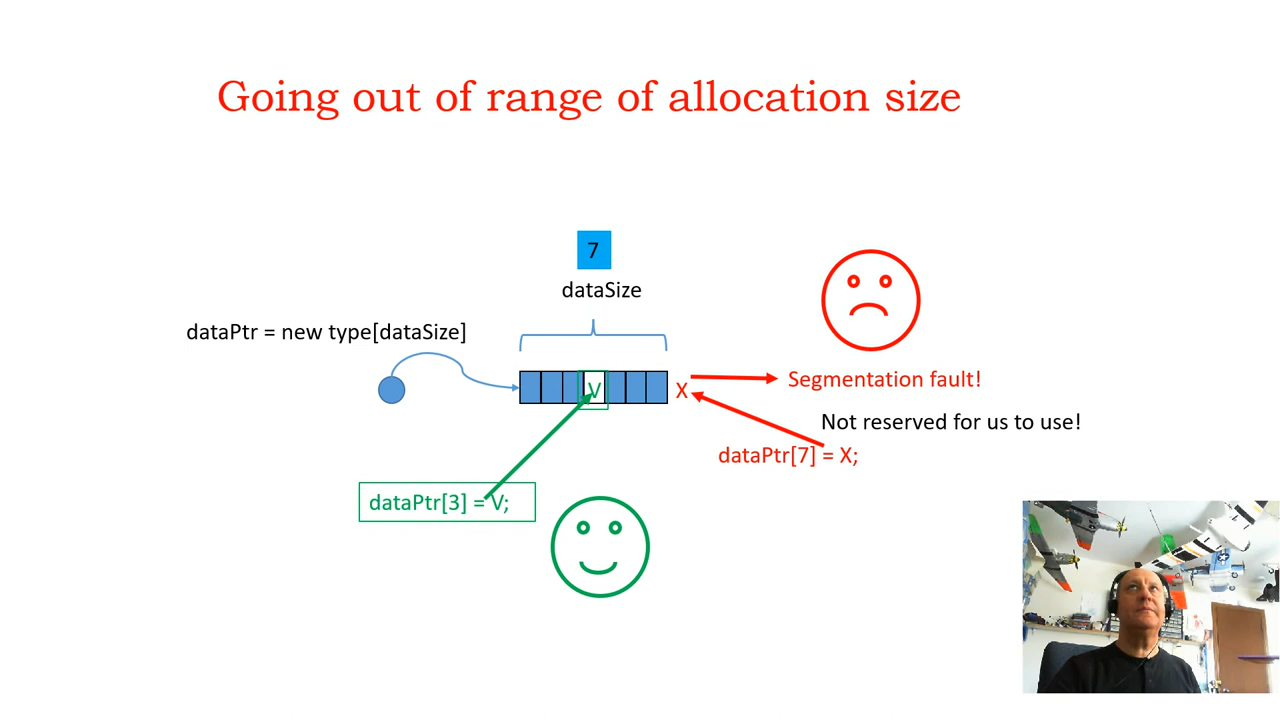 Going out of range of allocation size
7
dataSize
dataPtr = new type[dataSize]
V
X
Segmentation fault!
Not reserved for us to use!
dataPtr[7] = X;
dataPtr[3] = V;